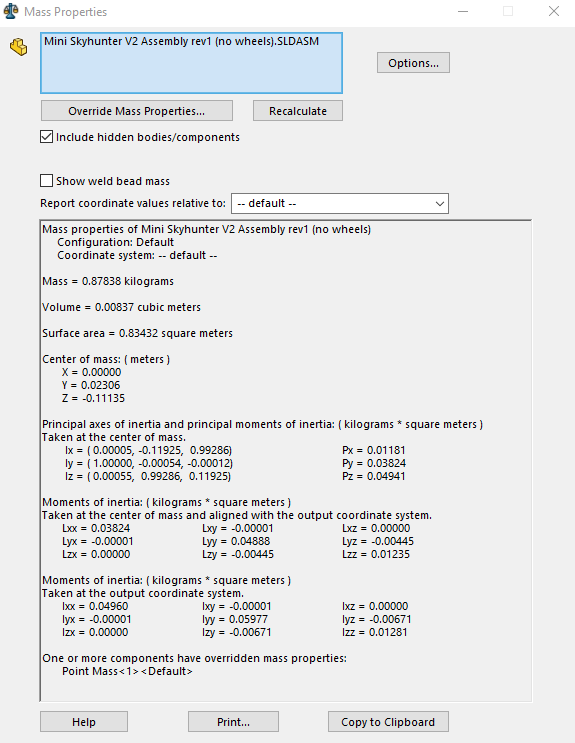 Mass Properties
Mini Skyhunter V2 Assembly rev1 (no wheels).SLDASM
Options...
Override Mass Properties...
Recalculate
Include hidden bodies/components
Show weld bead mass
Report coordinate values relative to: -- default --
Mass properties of Mini Skyhunter V2 Assembly rev1 (no wheels)
Configuration: Default
Coordinate system: -- default --
Mass = 0.87838 kilograms
Volume = 0.00837 cubic meters
Surface area = 0.83432 square meters
Center of mass: ( meters )
X = 0.00000
Y = 0.02306
Z = -0.11135
Principal axes of inertia and principal moments of inertia: ( kilograms * square meters )
Taken at the center of mass.
Ix = ( 0.00005, -0.11925, 0.99286) Px = 0.01181
Iy = ( 1.00000, -0.00054, -0.00012) Py = 0.03824
Iz = ( 0.00055, 0.99286, 0.11925) Pz = 0.04941
Moments of inertia: ( kilograms * square meters )
Taken at the center of mass and aligned with the output coordinate system.
Lxx = 0.03824 Lxy = -0.00001 Lxz = 0.00000
Lyx = -0.00001 Lyy = 0.04888 Lyz = -0.00445
Lzx = 0.00000 Lzy = -0.00445 Lzz = 0.01235
Moments of inertia: ( kilograms * square meters )
Taken at the output coordinate system.
Ixx = 0.04960 Ixy = -0.00001 Ixz = 0.00000
Iyx = -0.00001 Iyy = 0.05977 Iyz = -0.00671
Izx = 0.00000 Izy = -0.00671 Izz = 0.01281
One or more components have overridden mass properties:
Point Mass<1><Default>
Help
Print...
Copy to Clipboard